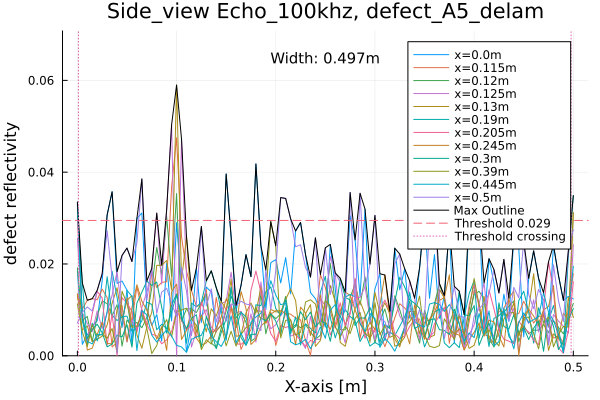 Side_view Echo_100khz, defect_A5_delam
Width: 0.497m
x=0.0m
x=0.115m
x=0.12m
x=0.125m
x=0.13m
x=0.19m
x=0.205m
x=0.245m
x=0.3m
x=0.39m
x=0.445m
x=0.5m
Max Outline
Threshold 0.029
Threshold crossing
defect reflectivity
0.06
0.04
0.02
0.00
0.0
0.1
0.2
0.3
0.4
0.5
X-axis [m]